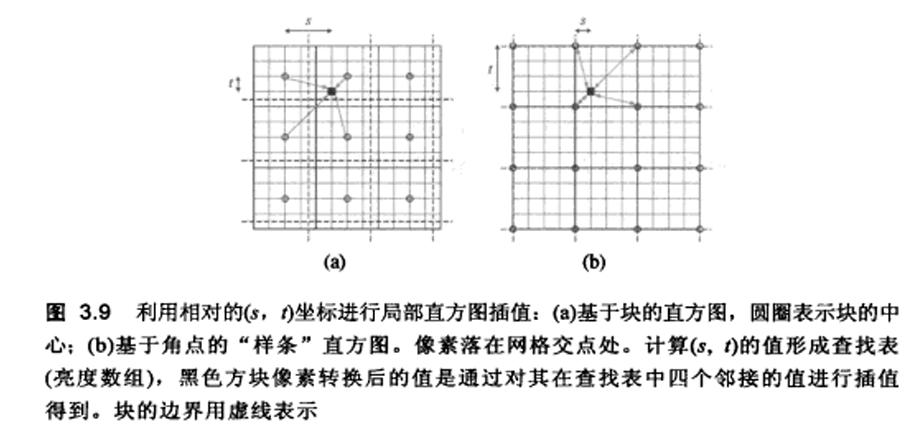 s
s
t
t
(a)
(b)
图 3.9 利用相对的(s，t)坐标进行局部直方图插值：(a)基于块的直方图，圆圈表示块的中
心；(b)基于角点的“样条”直方图。像素落在网格交点处。计算(s, t)的值形成查找表
(亮度数组)，黑色方块像素转换后的值是通过对其在查找表中四个邻接的值进行插值
得到。块的边界用虚线表示